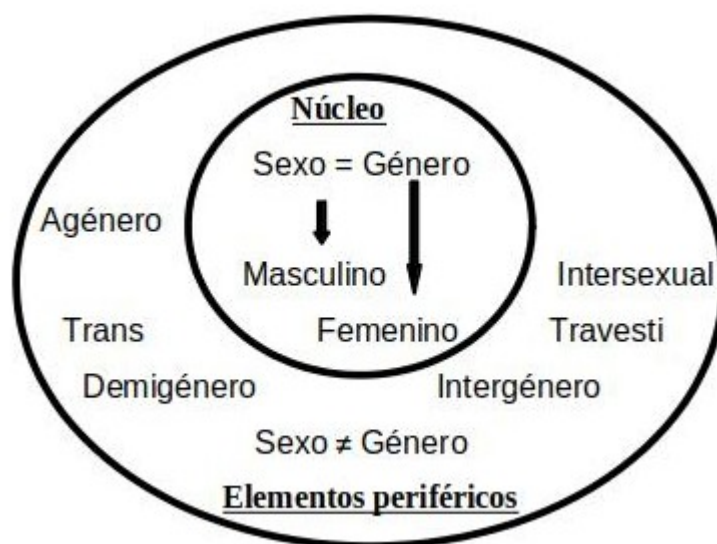 Núcleo
Sexo = Género
Agénero
Masculino
Intersexual
Trans
Femenino
Travesti
Demigénero
Intergénero
Sexo ≠ Género
Elementos periféricos